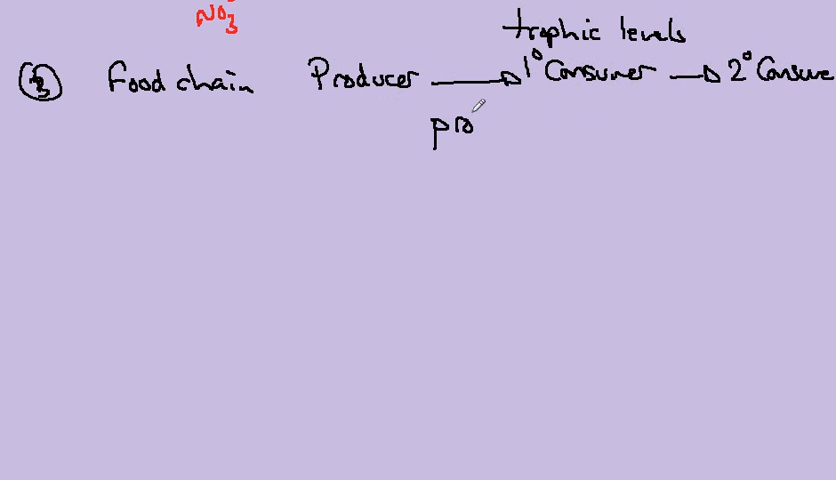 NO3
trophic levels
3 Food chain Producer → 1° Consumer → 2° Consume
pro